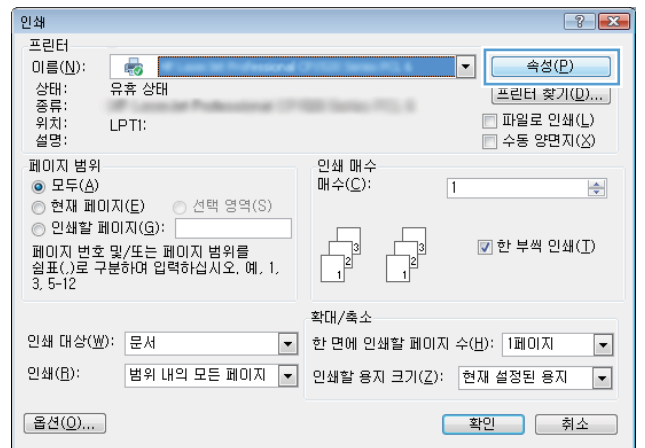 인쇄
프린터
이름(N):
속성(P)
상태: 유휴 상태
프린터 찾기(D)...
종류:
위치: LPT1:
파일로 인쇄(L)
설명:
수동 양면지(X)
페이지 범위
모두(A)
현재 페이지(E) 선택 영역(S)
인쇄할 페이지(G):
페이지 번호 및/또는 페이지 범위를
쉼표(,)로 구분하여 입력하십시오. 예, 1,
3, 5-12
인쇄 매수
매수(C): 1
1 2 3 1 2 3
한 부씩 인쇄(T)
인쇄 대상(W): 문서
인쇄(R): 범위 내의 모든 페이지
확대/축소
한 면에 인쇄할 페이지 수(H): 1페이지
인쇄할 용지 크기(Z): 현재 설정된 용지
옵션(O)...
확인 취소